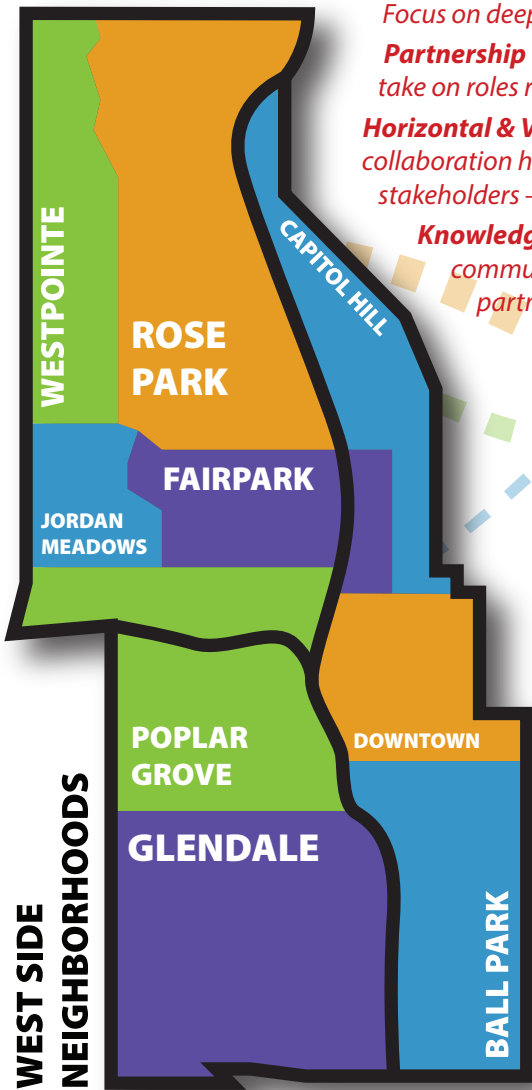 Focus on deep
Partnership
take on roles
Horizontal & V
collaboration h
stakeholders –
Knowledg
commu
partn
WESTPOINTE
CAPITOL HILL
ROSE
PARK
FAIRPARK
JORDAN
MEADOWS
POPLAR
GROVE
DOWNTOWN
GLENDALE
BALL PARK
WEST SIDE
NEIGHBORHOODS